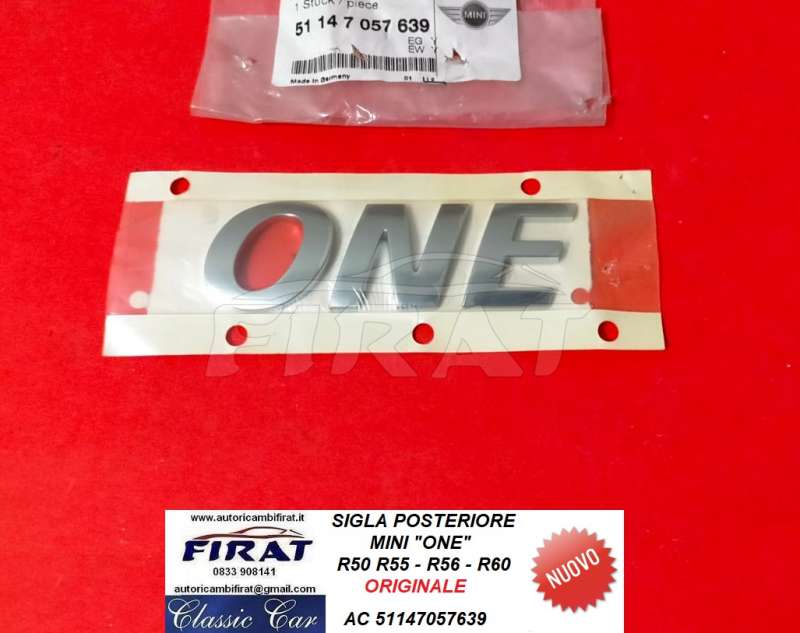 1 Stück / piece
51 14 7 057 639
MINI
EG Y
EW Y
Made in Germany
01
ONE
FIRAT
www.autoricambifirat.it
FIRAT
0833 908141
autoricambifirat@gmail.com
Classic Car
SIGLA POSTERIORE
MINI "ONE"
R50 R55 - R56 - R60
ORIGINALE
AC 51147057639
NUOVO